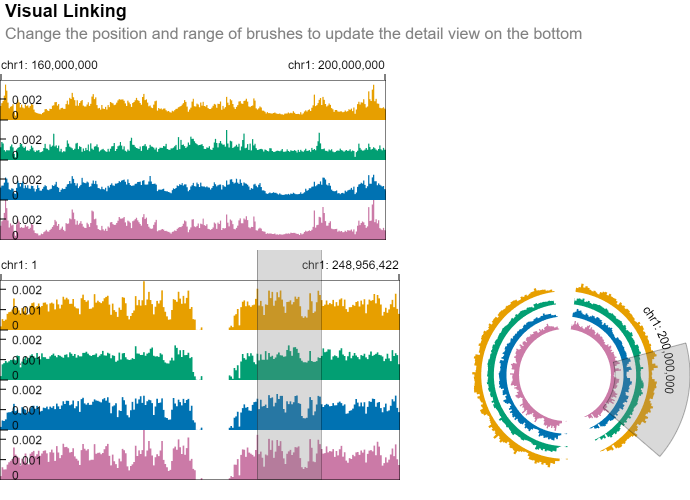 Visual Linking
Change the position and range of brushes to update the detail view on the bottom
chr1: 160,000,000
chr1: 200,000,000
0.002
0
0.002
0
0.002
0
0.002
0
chr1: 1
chr1: 248,956,422
0.002
0.001
0
0.002
0.001
0
0.002
0.001
0
0.002
0.001
0
chr1: 200,000,000